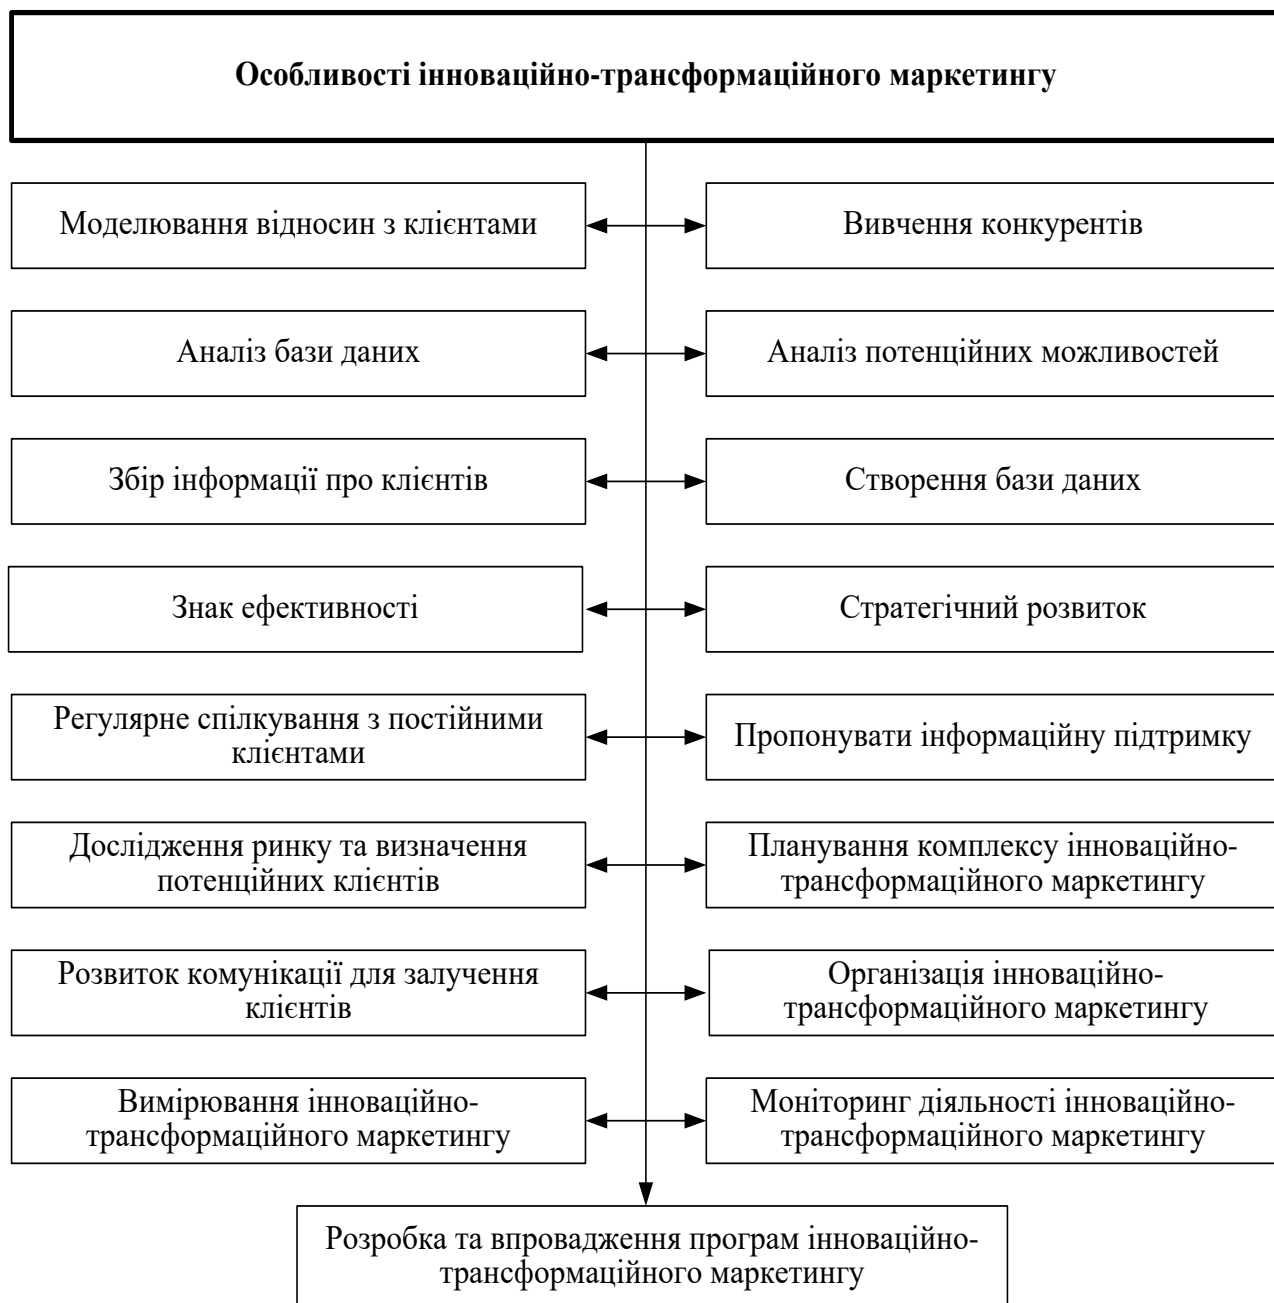 Особливості інноваційно-трансформаційного маркетингу
Моделювання відносин з клієнтами
Вивчення конкурентів
Аналіз бази даних
Аналіз потенційних можливостей
Збір інформації про клієнтів
Створення бази даних
Знак ефективності
Стратегічний розвиток
Регулярне спілкування з постійними
клієнтами
Пропонувати інформаційну підтримку
Дослідження ринку та визначення
потенційних клієнтів
Планування комплексу інноваційно-
трансформаційного маркетингу
Розвиток комунікації для залучення
клієнтів
Організація інноваційно-
трансформаційного маркетингу
Вимірювання інноваційно-
трансформаційного маркетингу
Моніторинг діяльності інноваційно-
трансформаційного маркетингу
Розробка та впровадження програм інноваційно-
трансформаційного маркетингу